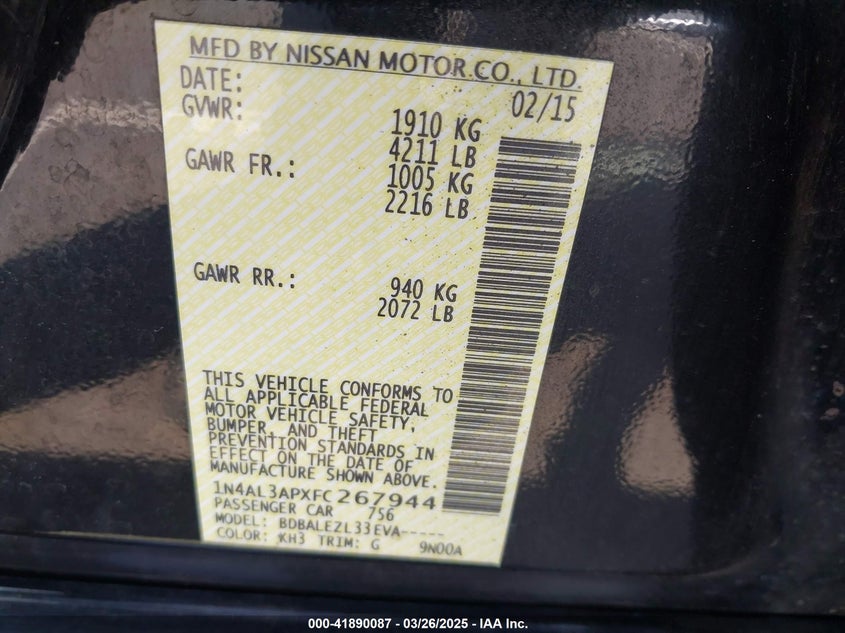 MFD BY NISSAN MOTOR CO., LTD.
DATE: 02/15
GVWR: 1910 KG
4211 LB
GAWR FR.: 1005 KG
2216 LB
GAWR RR.: 940 KG
2072 LB
THIS VEHICLE CONFORMS TO
ALL APPLICABLE FEDERAL
MOTOR VEHICLE SAFETY,
BUMPER, AND THEFT
PREVENTION STANDARDS IN
EFFECT ON THE DATE OF
MANUFACTURE SHOWN ABOVE.
1N4AL3APXFC267944
PASSENGER CAR 756
MODEL: BDBALEZL33EVA-----
COLOR: KH3 TRIM: G 9N00A
000-41890087 - 03/26/2025 - IAA Inc.